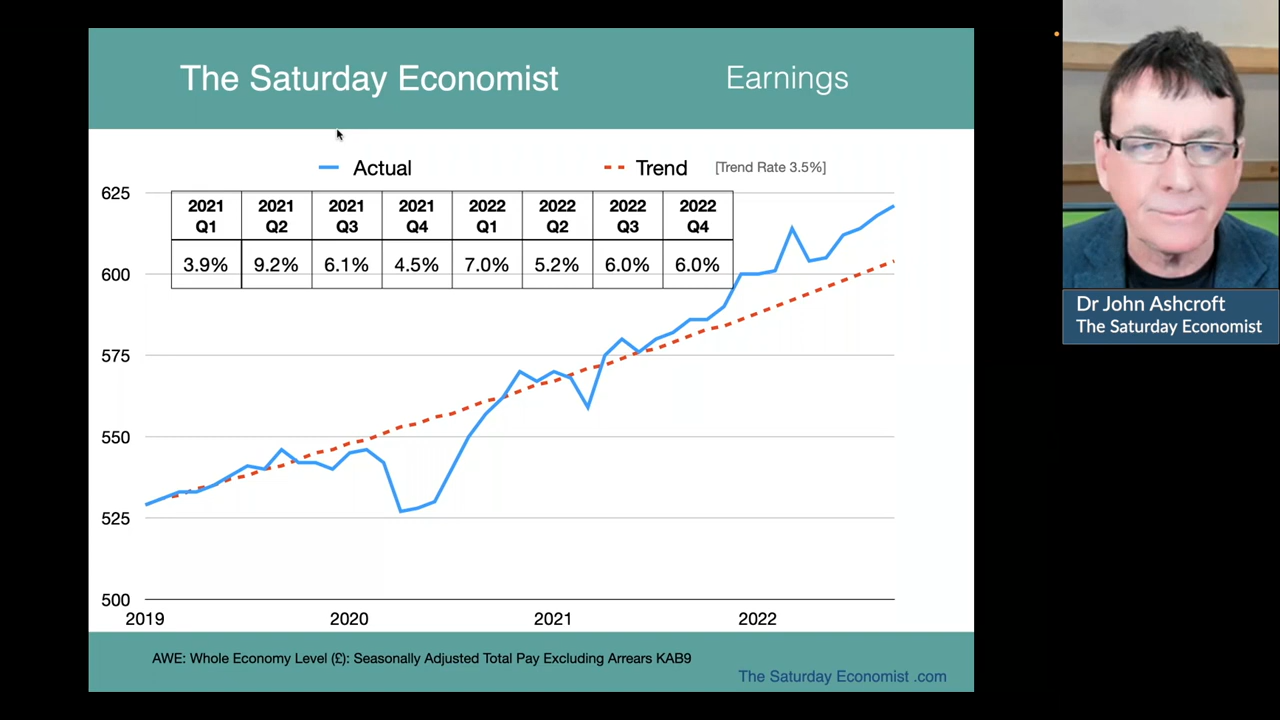 The Saturday Economist
Earnings
Actual
Trend
[Trend Rate 3.5%]
625
2021 Q1
2021 Q2
2021 Q3
2021 Q4
2022 Q1
2022 Q2
2022 Q3
2022 Q4
3.9%
9.2%
6.1%
4.5%
7.0%
5.2%
6.0%
6.0%
600
575
550
525
500
2019
2020
2021
2022
AWE: Whole Economy Level (£): Seasonally Adjusted Total Pay Excluding Arrears KAB9
The Saturday Economist .com
Dr John Ashcroft
The Saturday Economist